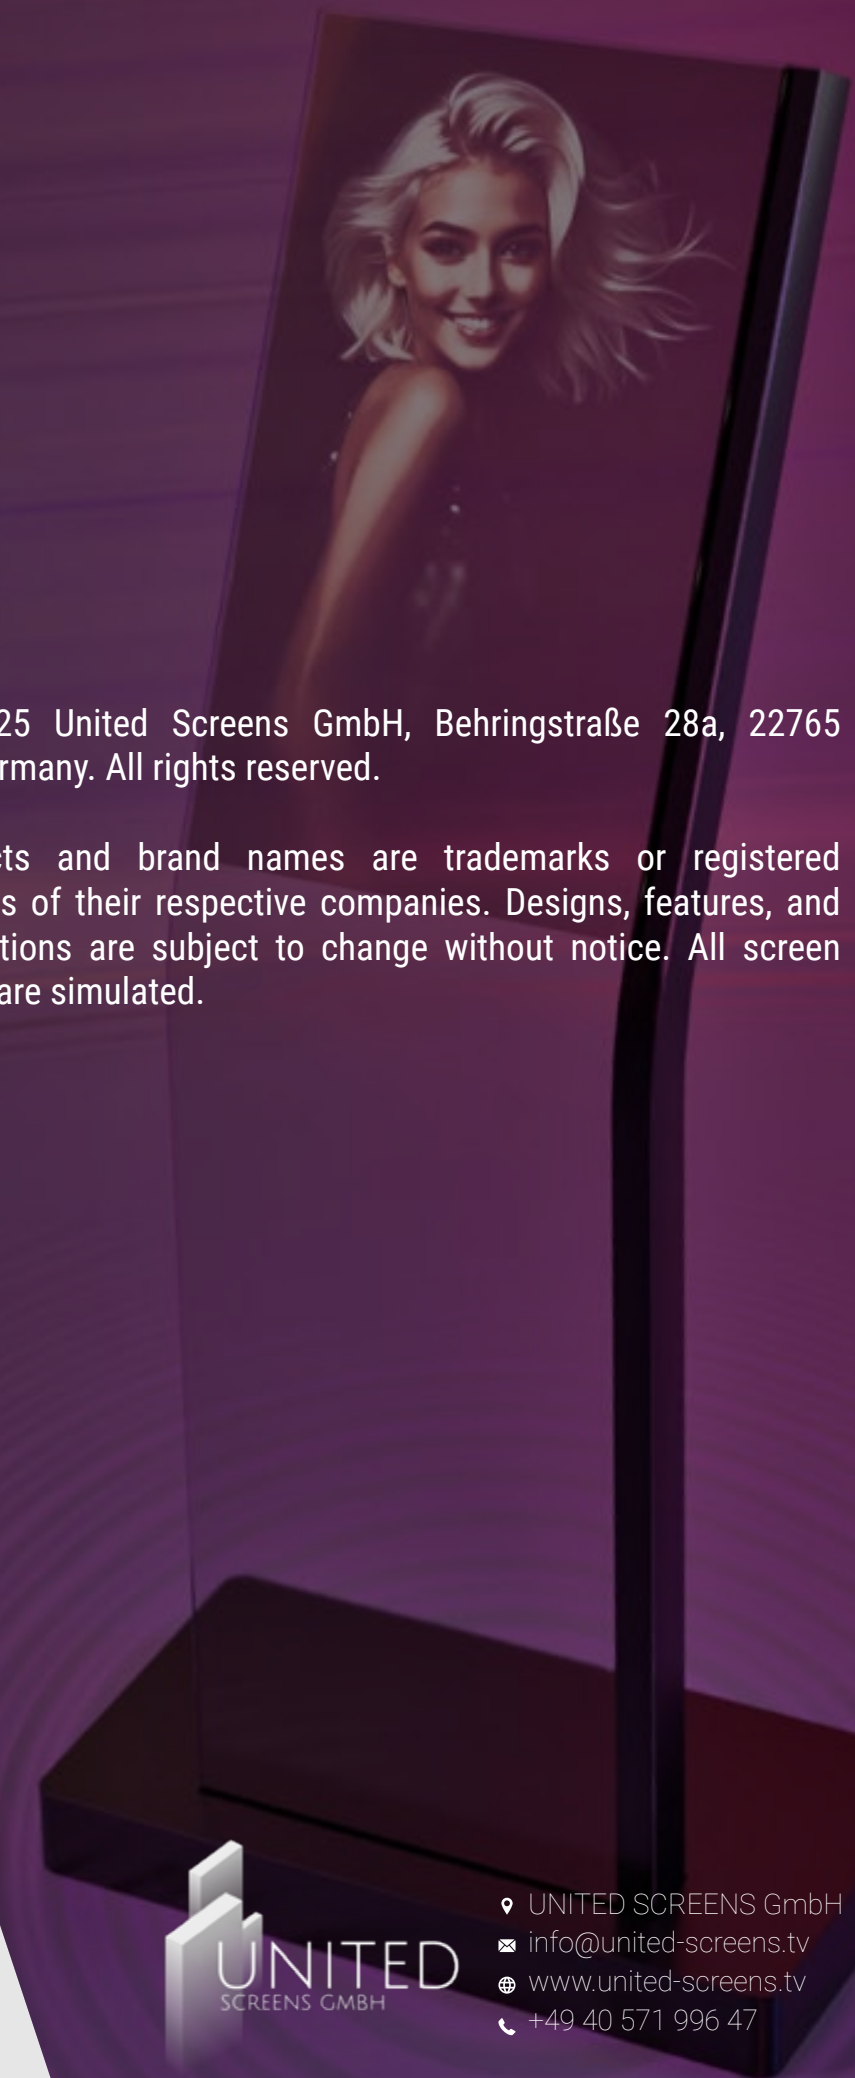 25 United Screens GmbH, Behringstraße 28a, 22765
rmany. All rights reserved.
cts and brand names are trademarks or registered
s of their respective companies. Designs, features, and
tions are subject to change without notice. All screen
are simulated.
UNITED
SCREENS GMBH
UNITED SCREENS GmbH
info@united-screens.tv
www.united-screens.tv
+49 40 571 996 47